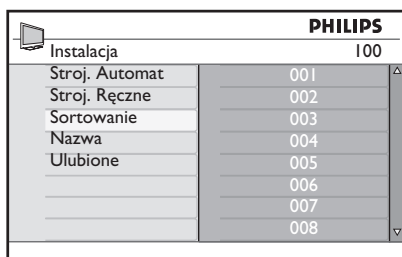 PHILIPS
Instalacja 100
Stroj. Automat 001
Stroj. Ręczne 002
Sortowanie 003
Nazwa 004
Ulubione 005
006
007
008